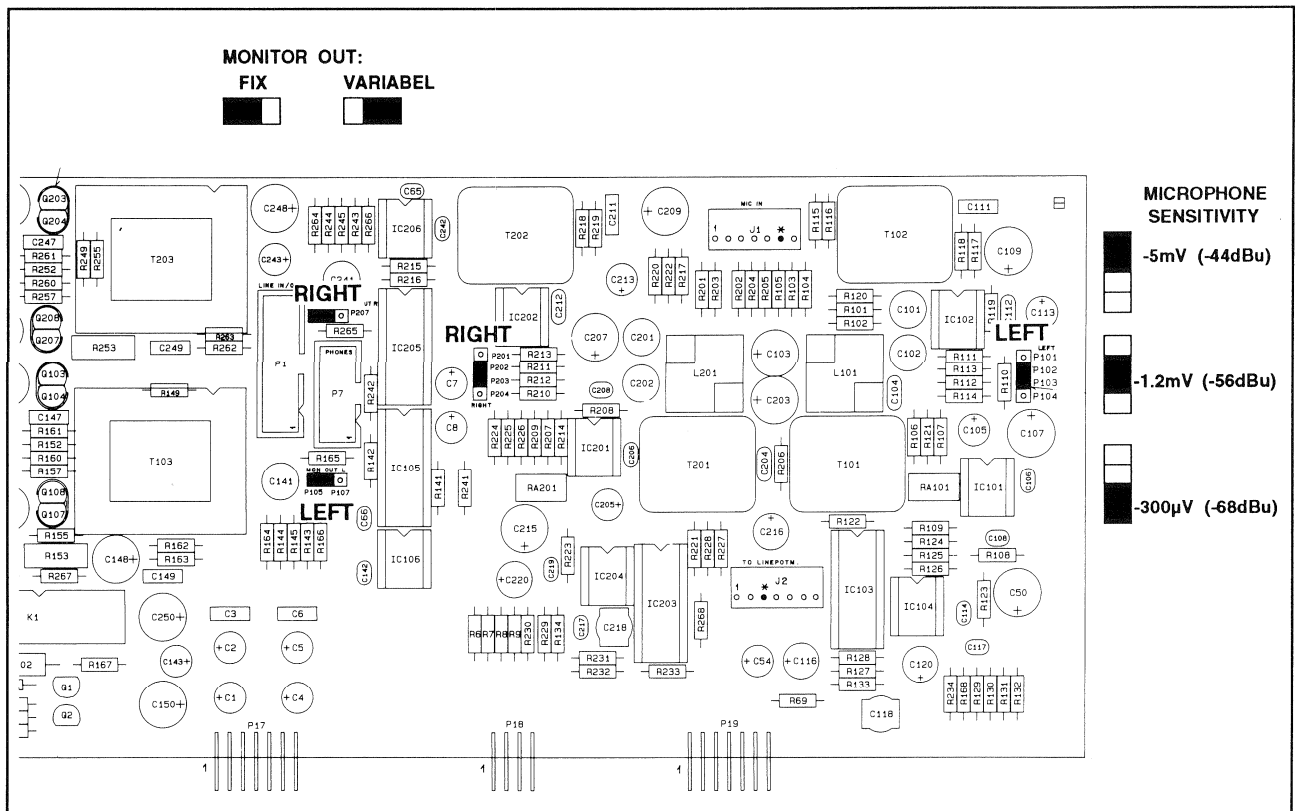 MONITOR OUT:
FIX VARIABEL
MICROPHONE
SENSITIVITY
-5mV (-44dBu)
-1.2mV (-56dBu)
-300µV (-68dBu)
Q203
Q204
C247
R261
R252
R260
R257
R249
R255
T203
C248+
C243+
R264
R244
R245
R243
R266
C65
IC206
C242
R215
R216
T202
R218
R219
C211
+ C209
MIC IN
1 J1 *
R115
R116
T102
C111
R118
R117
C109
+
LINE IN/O
RIGHT
P207
R265
Q208
Q207
R253
C249
R263
R262
P1
PHONES
P7
IC205
R242
IC202
C212
C213
R220
R222
R217
R201
R203
R202
R204
R205
R105
R103
R104
R120
R101
R102
C101
IC102
C113
RIGHT
P201
P202
P203
P204
RIGHT
R213
R211
R212
R210
C207
C201
C202
L201
C103
C203
L101
C102
C104
R111
R113
R112
R114
R110
LEFT
LEFT
P101
P102
P103
P104
Q103
Q104
R149
C147
R161
R152
R160
R157
T103
C7
C8
C208
R208
R224
R225
R226
R209
R207
R214
IC201
C206
T201
C204
R206
T101
R106
R121
R107
C105
C107
R165
MON OUT L
P105 P107
LEFT
C141
R142
IC105
R141
R241
RA201
C205+
RA101
IC101
C106
Q108
Q107
R155
R153
R267
C148+
R162
R163
C149
R164
R144
R145
R143
R166
C66
IC106
C142
C215
C220
C219
R223
IC204
IC203
R221
R228
R227
C216
R122
R109
R124
R125
R126
C108
R108
TO LINEPOTM.
1 * J2
R268
IC103
IC104
C114
R123
C50
C117
K1
C250+
C3
C6
+C2
+C5
R6
R7
R8
R9
R230
R229
R134
C217
C218
R231
R232
R233
+C54
+C116
R128
R127
R133
C120
+
R167
C143+
Q1
Q2
C150+
+C1
+C4
R69
C118
R234
R168
R129
R130
R131
R132
P17
1
P18
1
P19
1